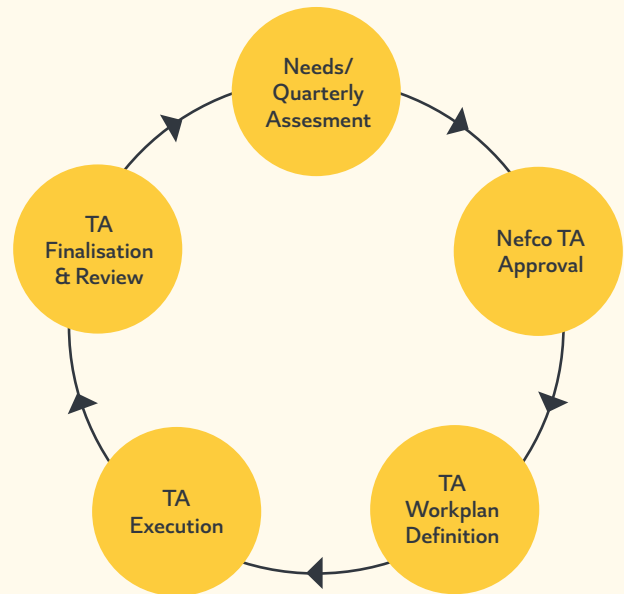 Needs/
Quarterly
Assesment
Nefco TA
Approval
TA
Workplan
Definition
TA
Execution
TA
Finalisation
& Review